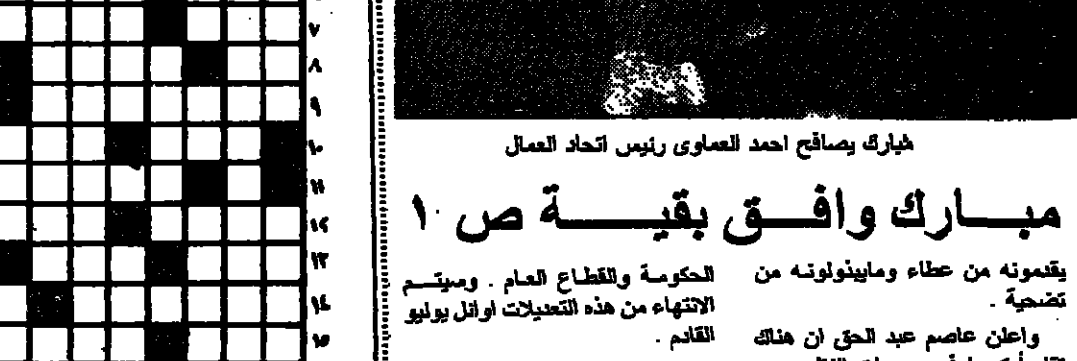 مبارك يصافح احمد العماوى رئيس اتحاد العمال
مبارك وافق بقية ص ١٠
يقدمونه من عطاء ومايبذلونه من
تضحية .
واعلن عاصم عبد الحق ان هناك
الحكومة والقطاع العام . وسيتم
الانتهاء من هذه التعديلات اوائل يوليو
القادم .
٧
٨
٩
١٠
١١
١٢
١٣
١٤
١٥